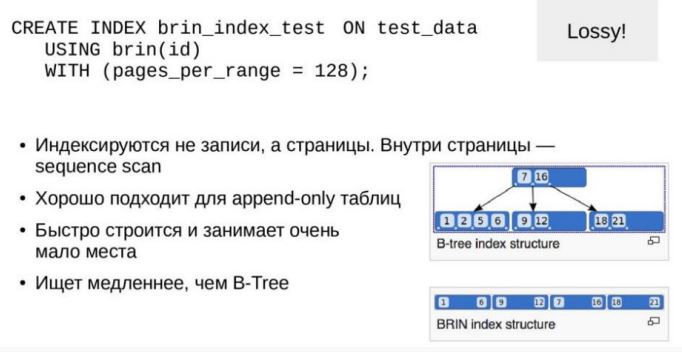 CREATE INDEX brin_index_test ON test_data
USING brin(id)
WITH (pages_per_range = 128);
Lossy!
• Индексируются не записи, а страницы. Внутри страницы —
sequence scan
• Хорошо подходит для append-only таблиц
• Быстро строится и занимает очень
мало места
• Ищет медленнее, чем B-Tree
7 16
1 2 5 6 9 12 18 21
B-tree index structure
1 6 9 12 7 16 18 21
BRIN index structure